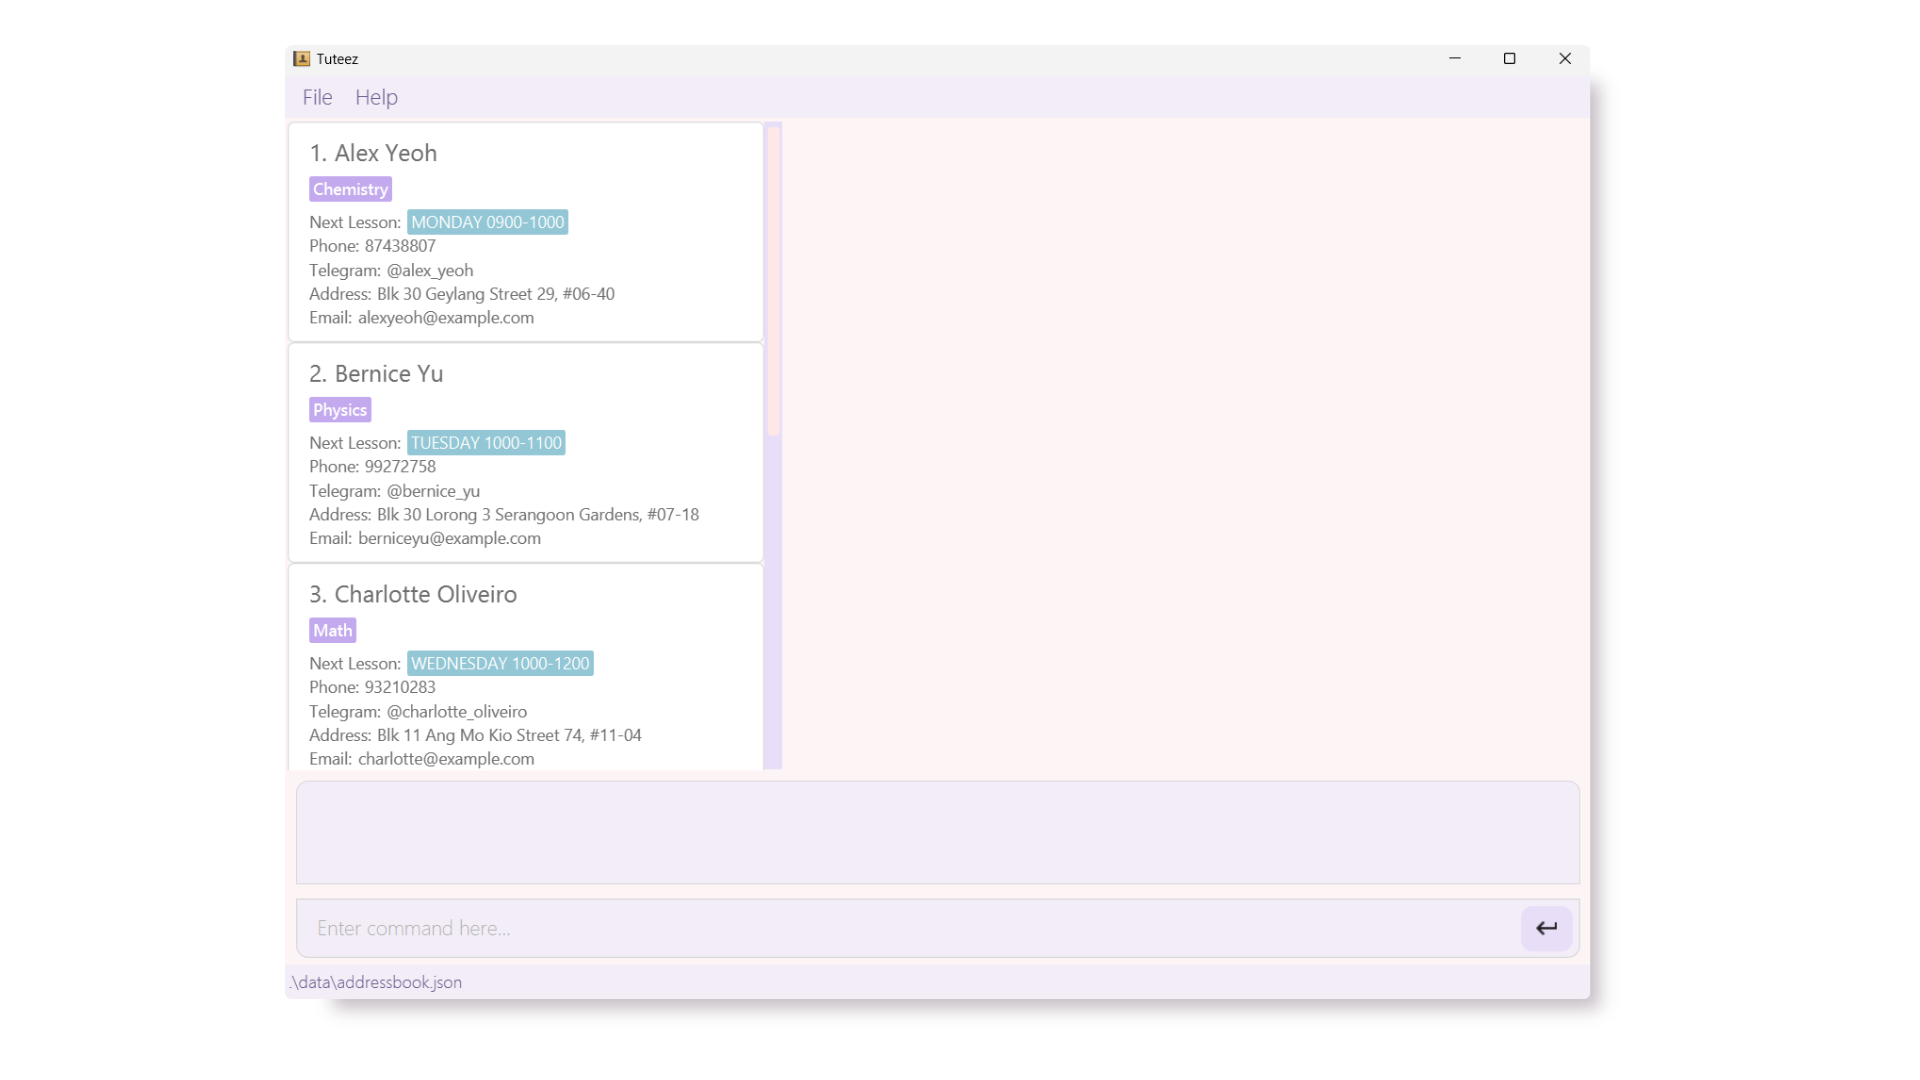 Tuteez
File Help
1. Alex Yeoh
Chemistry
Next Lesson: MONDAY 0900-1000
Phone: 87438807
Telegram: @alex_yeoh
Address: Blk 30 Geylang Street 29, #06-40
Email: alexyeoh@example.com
2. Bernice Yu
Physics
Next Lesson: TUESDAY 1000-1100
Phone: 99272758
Telegram: @bernice_yu
Address: Blk 30 Lorong 3 Serangoon Gardens, #07-18
Email: berniceyu@example.com
3. Charlotte Oliveiro
Math
Next Lesson: WEDNESDAY 1000-1200
Phone: 93210283
Telegram: @charlotte_oliveiro
Address: Blk 11 Ang Mo Kio Street 74, #11-04
Email: charlotte@example.com
Enter command here...
.\data\addressbook.json